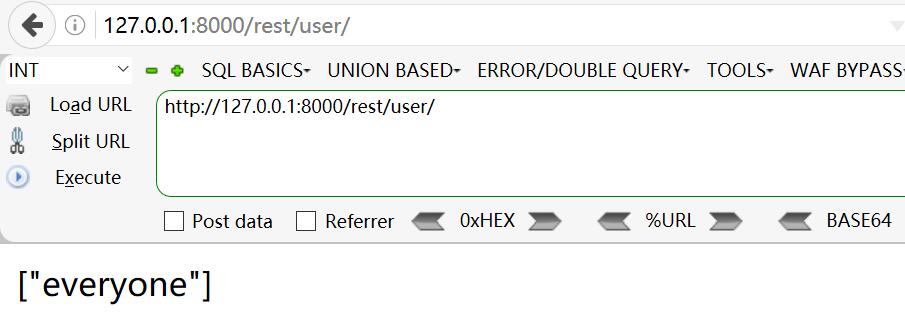 127.0.0.1:8000/rest/user/
INT SQL BASICS UNION BASED ERROR/DOUBLE QUERY TOOLS WAF BYPASS
Load URL http://127.0.0.1:8000/rest/user/
Split URL
Execute
Post data Referrer 0xHEX %URL BASE64
["everyone"]